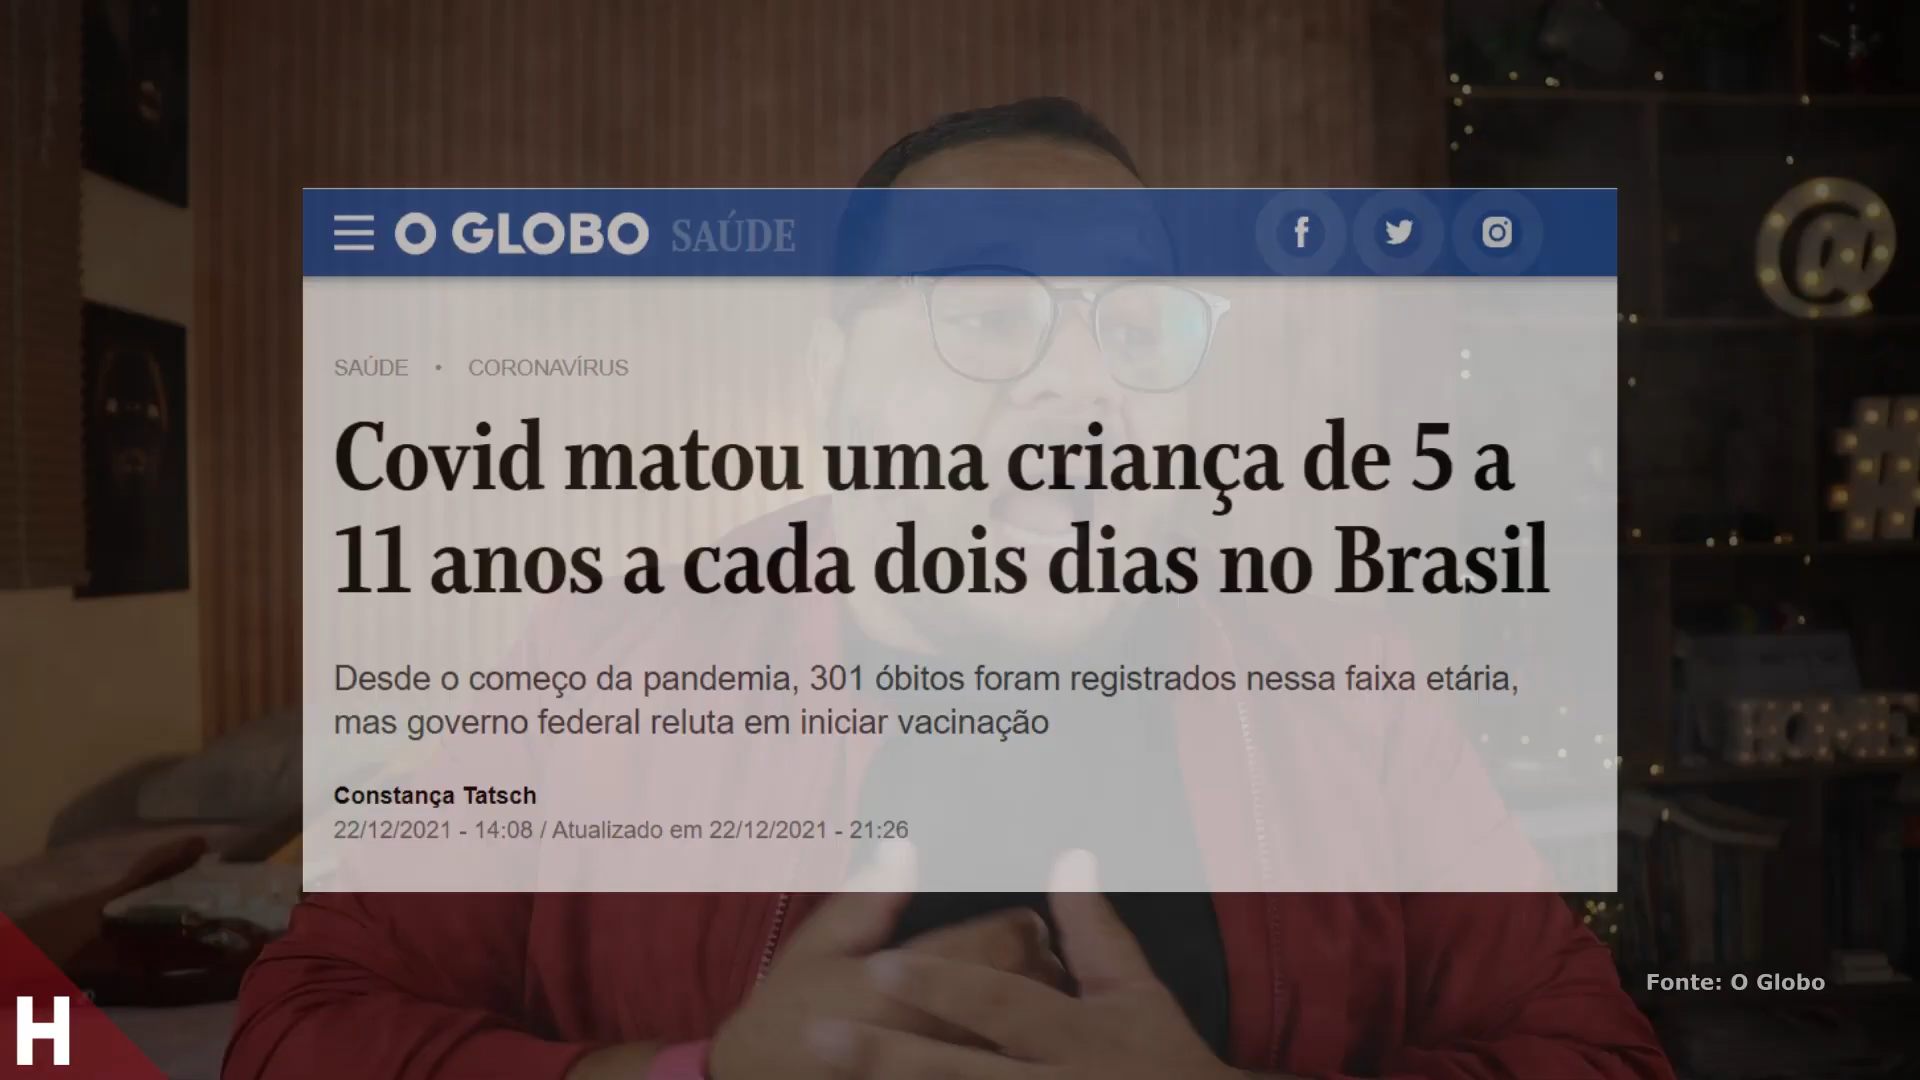 O GLOBO SAÚDE
@
#
SAÚDE • CORONAVÍRUS
Covid matou uma criança de 5 a
11 anos a cada dois dias no Brasil
Desde o começo da pandemia, 301 óbitos foram registrados nessa faixa etária,
mas governo federal reluta em iniciar vacinação
HOME
Constança Tatsch
22/12/2021 - 14:08 / Atualizado em 22/12/2021 - 21:26
Fonte: O Globo
H